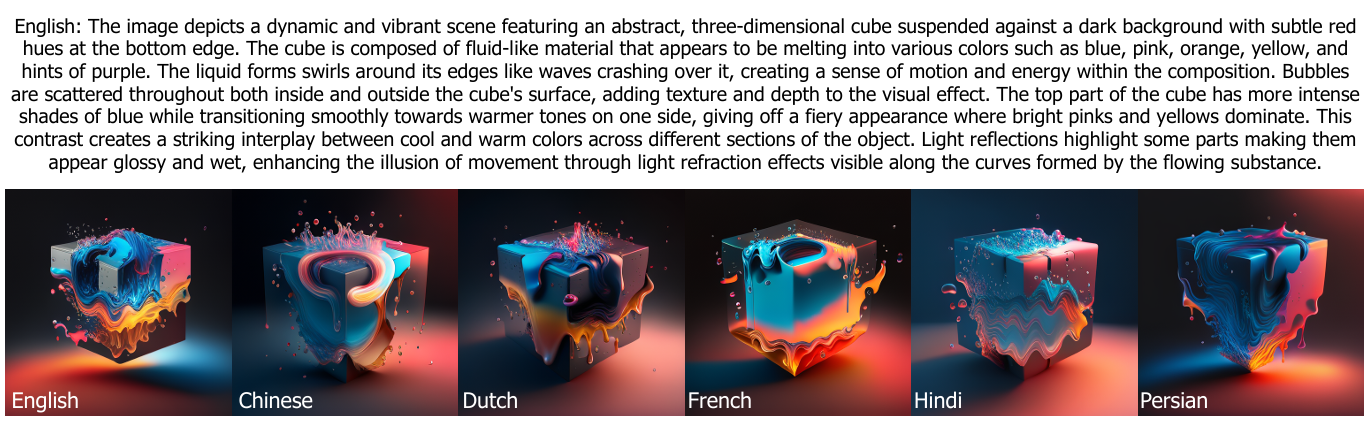 English: The image depicts a dynamic and vibrant scene featuring an abstract, three-dimensional cube suspended against a dark background with subtle red
hues at the bottom edge. The cube is composed of fluid-like material that appears to be melting into various colors such as blue, pink, orange, yellow, and
hints of purple. The liquid forms swirls around its edges like waves crashing over it, creating a sense of motion and energy within the composition. Bubbles
are scattered throughout both inside and outside the cube's surface, adding texture and depth to the visual effect. The top part of the cube has more intense
shades of blue while transitioning smoothly towards warmer tones on one side, giving off a fiery appearance where bright pinks and yellows dominate. This
contrast creates a striking interplay between cool and warm colors across different sections of the object. Light reflections highlight some parts making them
appear glossy and wet, enhancing the illusion of movement through light refraction effects visible along the curves formed by the flowing substance.
English
Chinese
Dutch
French
Hindi
Persian